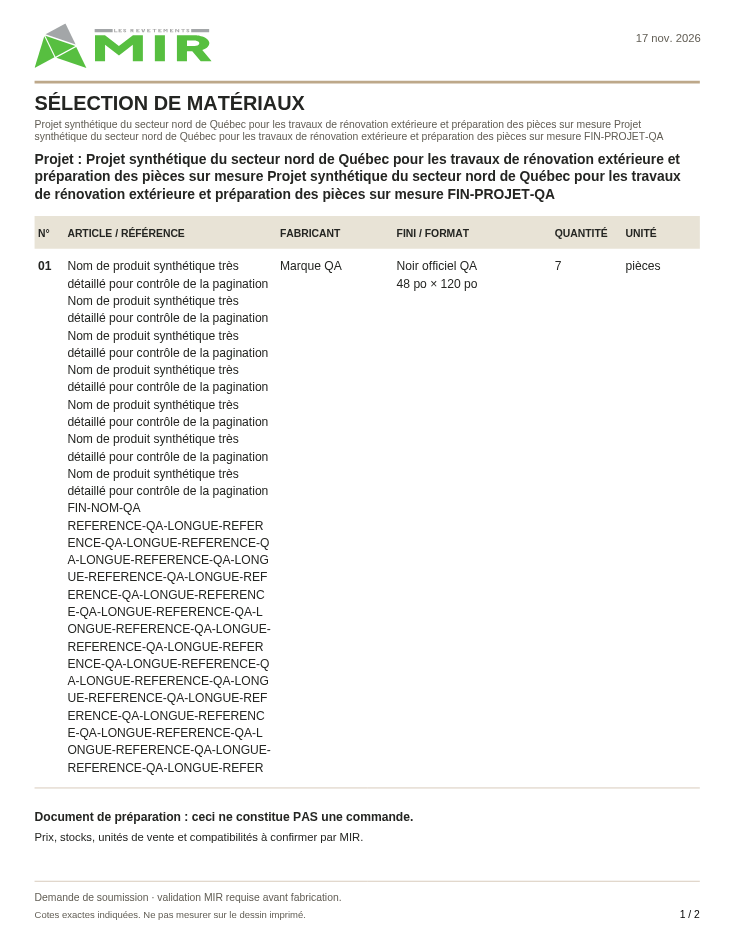 LES REVÊTEMENTS
MIR
17 nov. 2026
SÉLECTION DE MATÉRIAUX
Projet synthétique du secteur nord de Québec pour les travaux de rénovation extérieure et préparation des pièces sur mesure Projet
synthétique du secteur nord de Québec pour les travaux de rénovation extérieure et préparation des pièces sur mesure FIN-PROJET-QA
Projet : Projet synthétique du secteur nord de Québec pour les travaux de rénovation extérieure et
préparation des pièces sur mesure Projet synthétique du secteur nord de Québec pour les travaux
de rénovation extérieure et préparation des pièces sur mesure FIN-PROJET-QA
N° ARTICLE / RÉFÉRENCE FABRICANT FINI / FORMAT QUANTITÉ UNITÉ
01 Nom de produit synthétique très Marque QA Noir officiel QA 7 pièces
détaillé pour contrôle de la pagination 48 po × 120 po
Nom de produit synthétique très
détaillé pour contrôle de la pagination
Nom de produit synthétique très
détaillé pour contrôle de la pagination
Nom de produit synthétique très
détaillé pour contrôle de la pagination
Nom de produit synthétique très
détaillé pour contrôle de la pagination
Nom de produit synthétique très
détaillé pour contrôle de la pagination
Nom de produit synthétique très
détaillé pour contrôle de la pagination
FIN-NOM-QA
REFERENCE-QA-LONGUE-REFER
ENCE-QA-LONGUE-REFERENCE-Q
A-LONGUE-REFERENCE-QA-LONG
UE-REFERENCE-QA-LONGUE-REF
ERENCE-QA-LONGUE-REFERENC
E-QA-LONGUE-REFERENCE-QA-L
ONGUE-REFERENCE-QA-LONGUE-
REFERENCE-QA-LONGUE-REFER
ENCE-QA-LONGUE-REFERENCE-Q
A-LONGUE-REFERENCE-QA-LONG
UE-REFERENCE-QA-LONGUE-REF
ERENCE-QA-LONGUE-REFERENC
E-QA-LONGUE-REFERENCE-QA-L
ONGUE-REFERENCE-QA-LONGUE-
REFERENCE-QA-LONGUE-REFER
Document de préparation : ceci ne constitue PAS une commande.
Prix, stocks, unités de vente et compatibilités à confirmer par MIR.
Demande de soumission · validation MIR requise avant fabrication.
Cotes exactes indiquées. Ne pas mesurer sur le dessin imprimé.
1 / 2